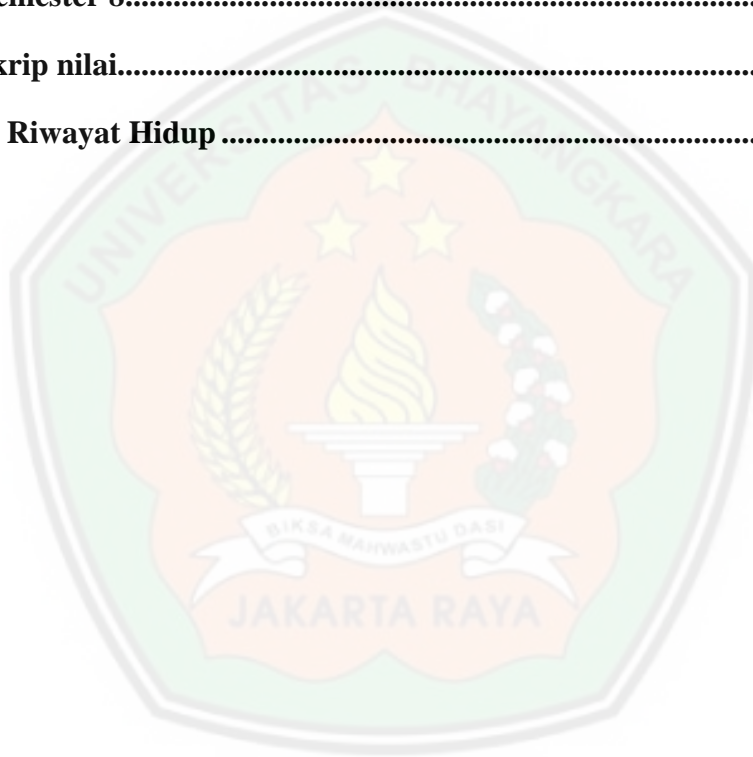 emester 8
krip nilai
Riwayat Hidup
UNIVERSITAS BHAYANGKARA
BIKSA MAHWASTU DASI
JAKARTA RAYA